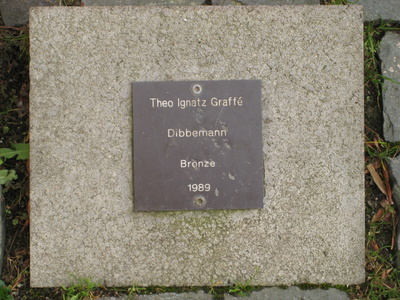 Theo Ignatz Graffé
Dibbemann
Bronze
1989